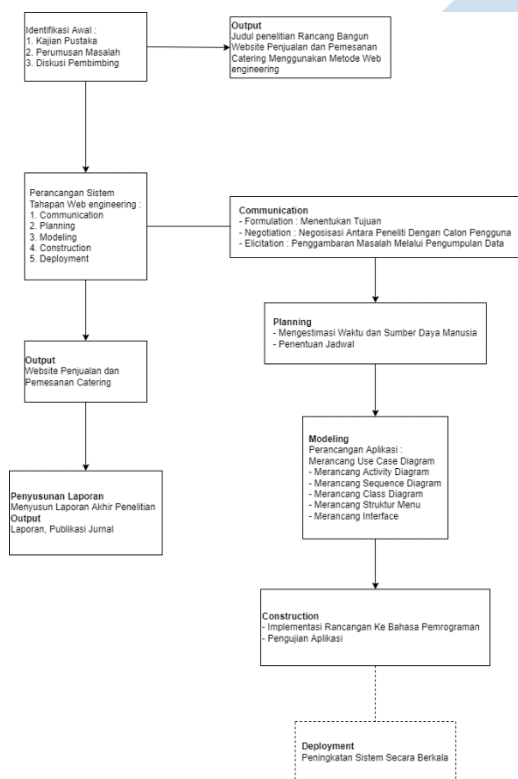 Identifikasi Awal :
1. Kajian Pustaka
2. Perumusan Masalah
3. Diskusi Pembimbing
Output
Judul penelitian Rancang Bangun
Website Penjualan dan Pemesanan
Catering Menggunakan Metode Web
engineering
Perancangan Sistem
Tahapan Web engineering :
1. Communication
2. Planning
3. Modeling
4. Construction
5. Deployment
Communication
- Formulation : Menentukan Tujuan
- Negotiation : Negosisasi Antara Peneliti Dengan Calon Pengguna
- Elicitation : Penggambaran Masalah Melalui Pengumpulan Data
Planning
- Mengestimasi Waktu dan Sumber Daya Manusia
- Penentuan Jadwal
Output
Website Penjualan dan
Pemesanan Catering
Modeling
Perancangan Aplikasi :
Merancang Use Case Diagram
- Merancang Activity Diagram
- Merancang Sequence Diagram
- Merancang Class Diagram
- Merancang Struktur Menu
- Merancang Interface
Penyusunan Laporan
Menyusun Laporan Akhir Penelitian
Output
Laporan, Publikasi Jurnal
Construction
- Implementasi Rancangan Ke Bahasa Pemrograman
- Pengujian Aplikasi
Deployment
Peningkatan Sistem Secara Berkala